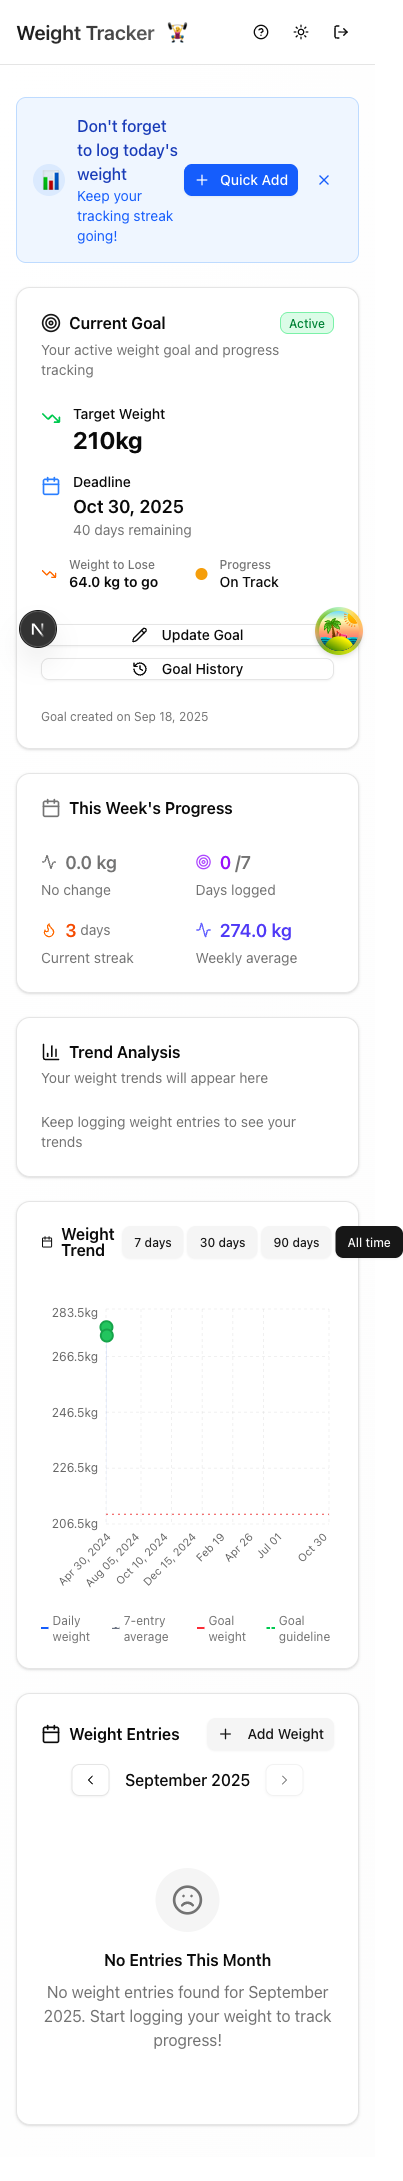 Weight Tracker
Don't forget
to log today's
weight
Keep your
tracking streak
going!
Quick Add
Current Goal
Active
Your active weight goal and progress
tracking
Target Weight
210kg
Deadline
Oct 30, 2025
40 days remaining
Weight to Lose
64.0 kg to go
Progress
On Track
N
Update Goal
Goal History
Goal created on Sep 18, 2025
This Week's Progress
0.0 kg
No change
0 /7
Days logged
3 days
Current streak
274.0 kg
Weekly average
Trend Analysis
Your weight trends will appear here
Keep logging weight entries to see your
trends
Weight
Trend
7 days
30 days
90 days
All time
283.5kg
266.5kg
246.5kg
226.5kg
206.5kg
Apr 30, 2024
Aug 05, 2024
Oct 10, 2024
Dec 15, 2024
Feb 19
Apr 26
Jul 01
Oct 30
Daily
weight
7-entry
average
Goal
weight
Goal
guideline
Weight Entries
Add Weight
September 2025
No Entries This Month
No weight entries found for September
2025. Start logging your weight to track
progress!